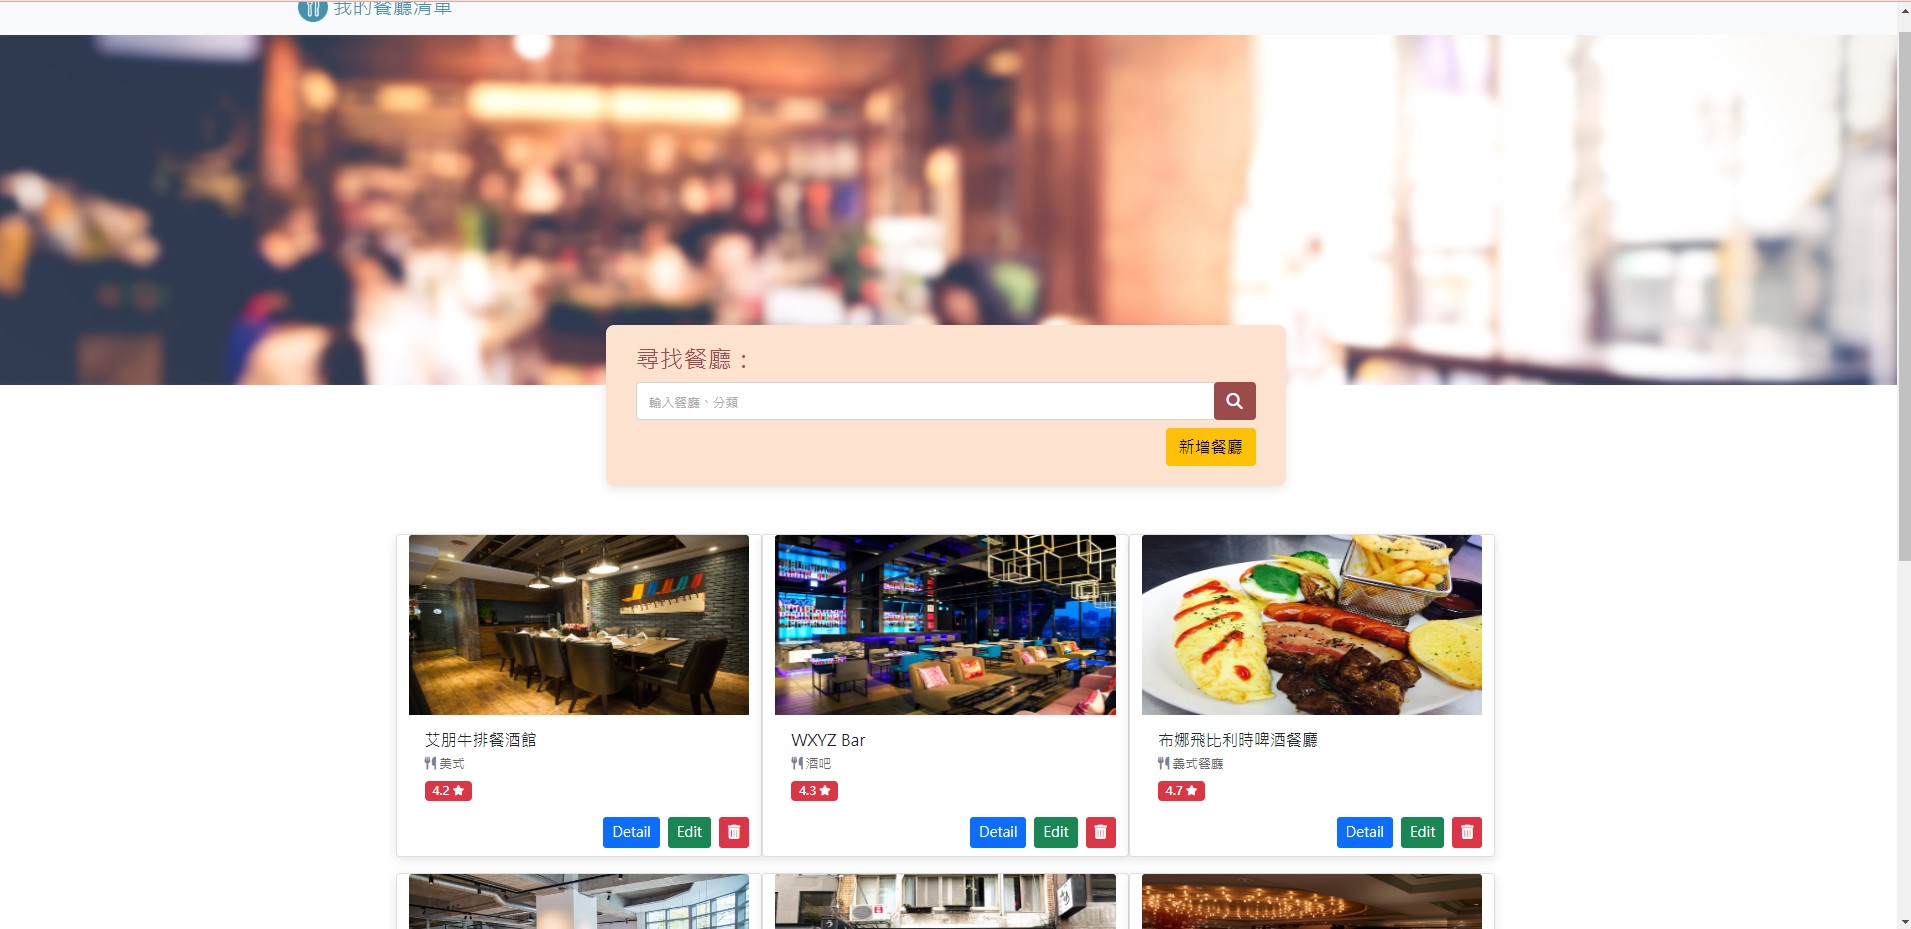 我的餐廳清單
尋找餐廳：
輸入餐廳、分類
新增餐廳
艾朋牛排餐酒館
美式
4.2
Detail
Edit
WXYZ Bar
酒吧
4.3
Detail
Edit
布娜飛比利時啤酒餐廳
義式餐廳
4.7
Detail
Edit